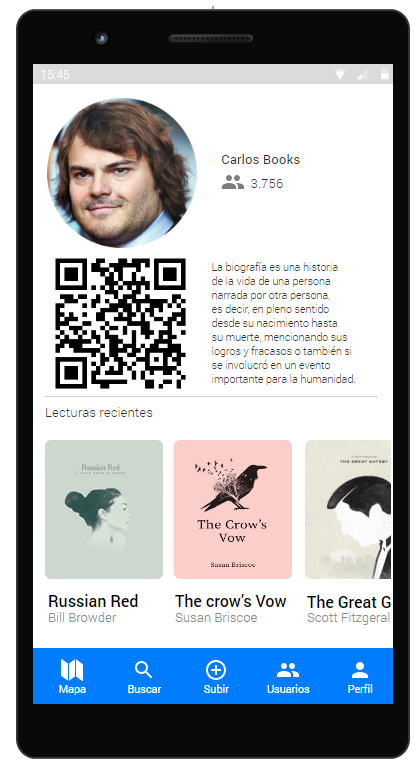 15:45
Carlos Books
3.756
La biografía es una historia
de la vida de una persona
narrada por otra persona,
es decir, en pleno sentido
desde su nacimiento hasta
su muerte, mencionando sus
logros y fracasos o también si
se involucró en un evento
importante para la humanidad.
Lecturas recientes
Russian Red
The Crow's
Vow
Susan Briscoe
THE GREAT GATSBY
Russian Red
Bill Browder
The crow's Vow
Susan Briscoe
The Great G
Scott Fitzgeral
Mapa
Buscar
Subir
Usuarios
Perfil